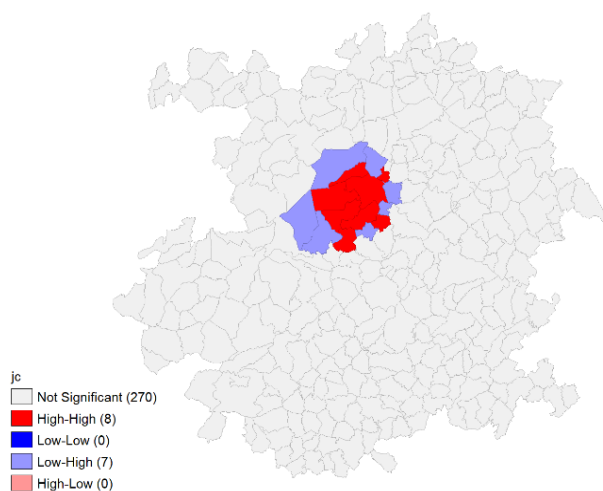 jc
Not Significant (270)
High-High (8)
Low-Low (0)
Low-High (7)
High-Low (0)